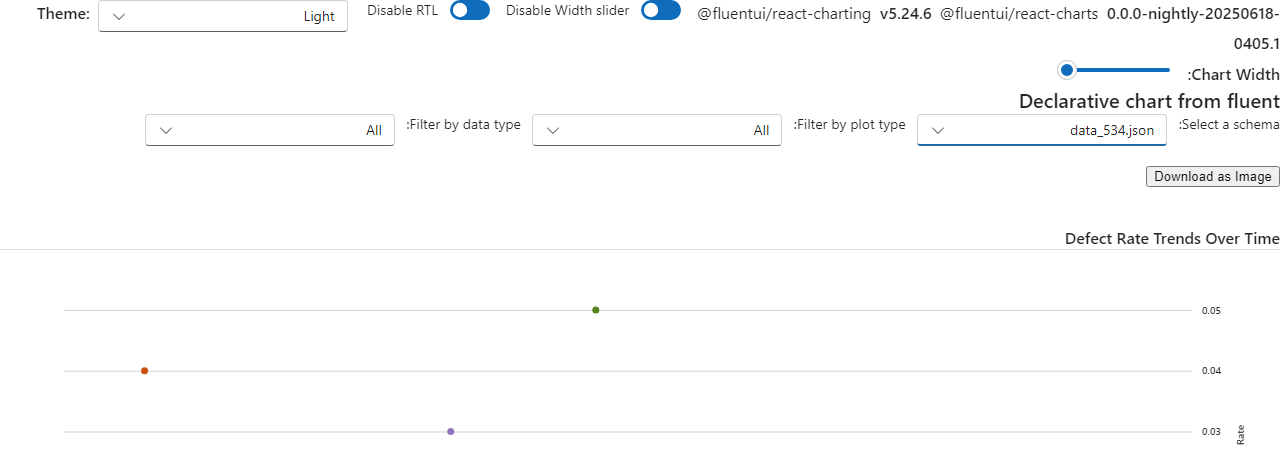 Theme: Light Disable RTL Disable Width slider @fluentui/react-charting v5.24.6 @fluentui/react-charts 0.0.0-nightly-20250618-
0405.1
:Chart Width
Declarative chart from fluent
:Select a schema data_534.json :Filter by plot type All :Filter by data type All
Download as Image
Defect Rate Trends Over Time
0.05
0.04
0.03
Rate